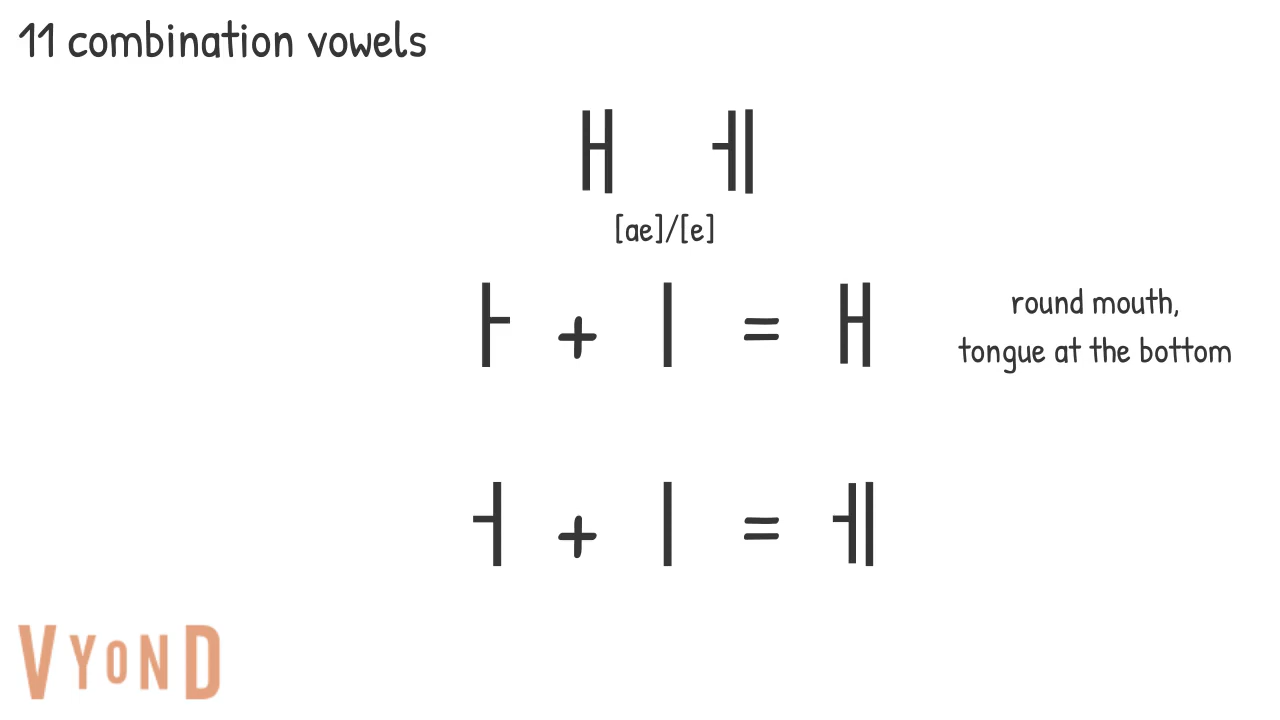 11 combination vowels
ㅐ ㅔ
[ae]/[e]
ㅏ + ㅣ = ㅐ
round mouth,
tongue at the bottom
ㅓ + ㅣ = ㅔ
VYOND